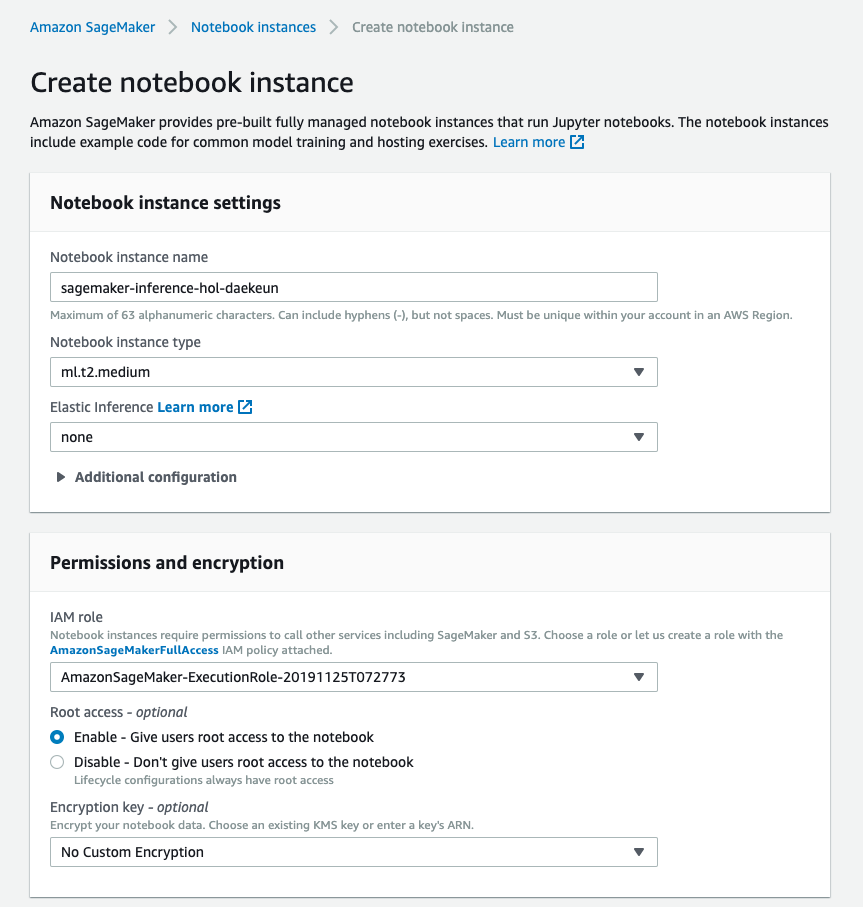 Amazon SageMaker > Notebook instances > Create notebook instance
Create notebook instance
Amazon SageMaker provides pre-built fully managed notebook instances that run Jupyter notebooks. The notebook instances
include example code for common model training and hosting exercises. Learn more
Notebook instance settings
Notebook instance name
sagemaker-inference-hol-daekeun
Maximum of 63 alphanumeric characters. Can include hyphens (-), but not spaces. Must be unique within your account in an AWS Region.
Notebook instance type
ml.t2.medium
Elastic Inference Learn more
none
Additional configuration
Permissions and encryption
IAM role
Notebook instances require permissions to call other services including SageMaker and S3. Choose a role or let us create a role with the
AmazonSageMakerFullAccess IAM policy attached.
AmazonSageMaker-ExecutionRole-20191125T072773
Root access - optional
Enable - Give users root access to the notebook
Disable - Don't give users root access to the notebook
Lifecycle configurations always have root access
Encryption key - optional
Encrypt your notebook data. Choose an existing KMS key or enter a key's ARN.
No Custom Encryption